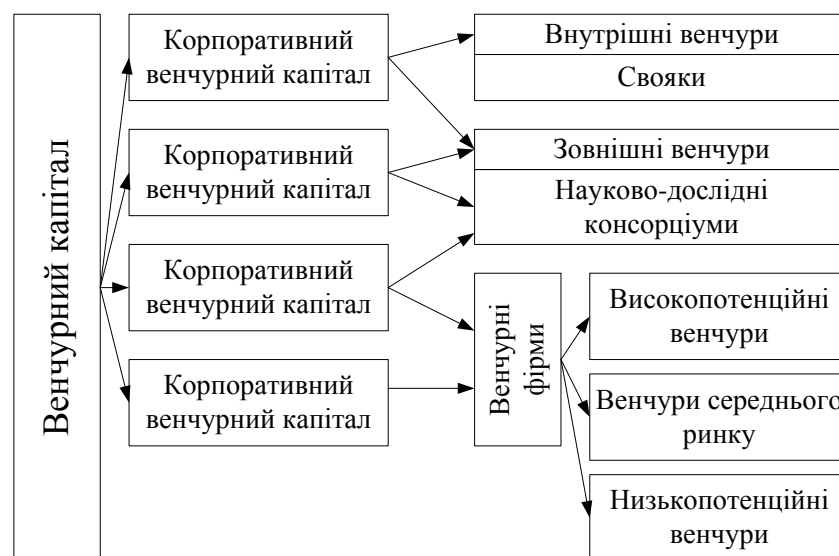 Венчурний капітал
Корпоративний
венчурний капітал
Корпоративний
венчурний капітал
Корпоративний
венчурний капітал
Корпоративний
венчурний капітал
Внутрішні венчури
Свояки
Зовнішні венчури
Науково-дослідні
консорціуми
Венчурні
фірми
Високопотенційні
венчури
Венчури середнього
ринку
Низькопотенційні
венчури